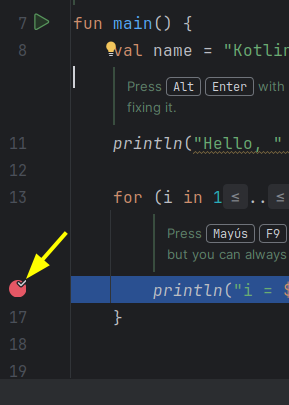 7 fun main() {
8 val name = "Kotlin
Press Alt Enter with
fixing it.
11 println("Hello, "
12
13 for (i in 1≤..≤
Press Mayús F9
but you can always
println("i = $
17 }
18
19